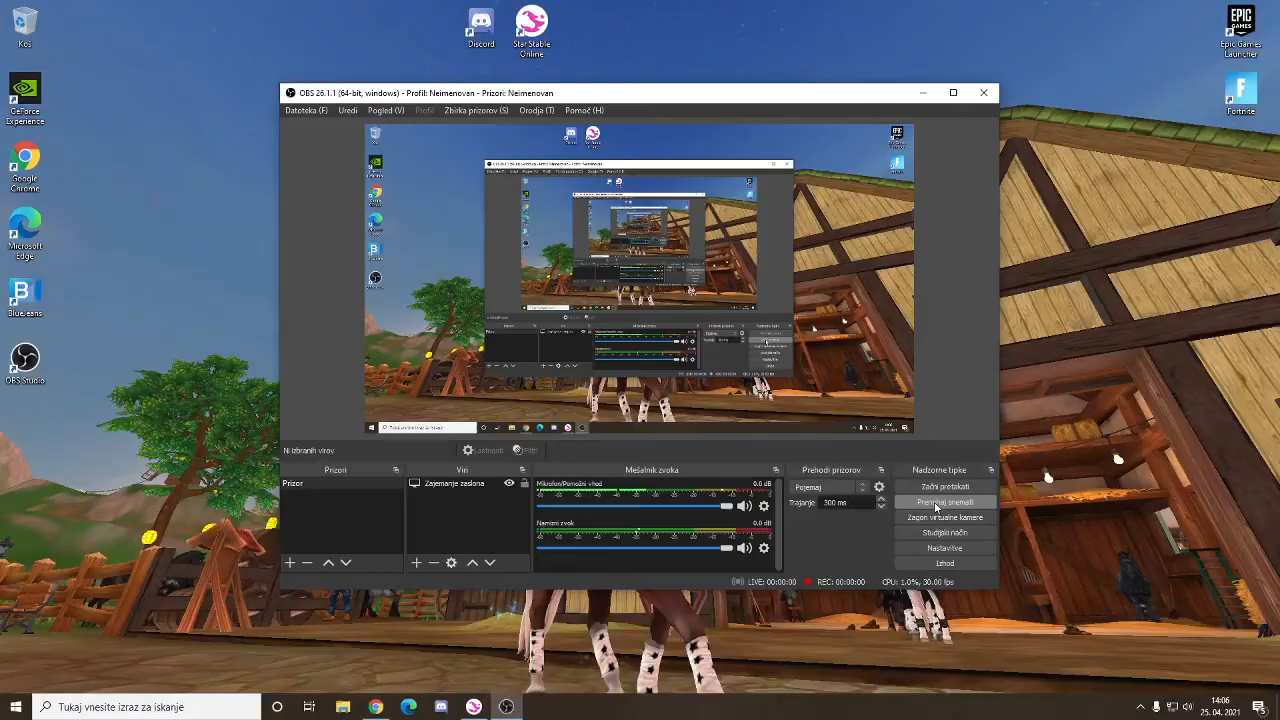 Koš
Discord
Star Stable
Online
Epic Games
Launcher
EPIC
GAMES
GeForce
Experience
Fortnite
Google
Chrome
Microsoft
Edge
BlueJeans
OBS Studio
OBS 26.1.1 (64-bit, windows) - Profil: Neimenovan - Prizori: Neimenovan
Datoteka (F) Uredi Pogled (V) Profil Zbirka prizorov (S) Orodja (T) Pomoč (H)
Ni izbranih virov Lastnosti Filtri
Prizori Viri Mešalnik zvoka Prehodi prizorov Nadzorne tipke
Prizor
Zajemanje zaslona
Mikrofon/Pomožni vhod 0.0 dB
Namizni zvok 0.0 dB
Pojemaj
Trajanje 300 ms
Začni pretakati
Prenehaj snemati
Zagon virtualne kamere
Studijski način
Nastavitve
Izhod
LIVE: 00:00:00 REC: 00:00:00 CPU: 1.0%, 30.00 fps
Tukaj vnesite izraz za iskanje
14:06
25. 04. 2021